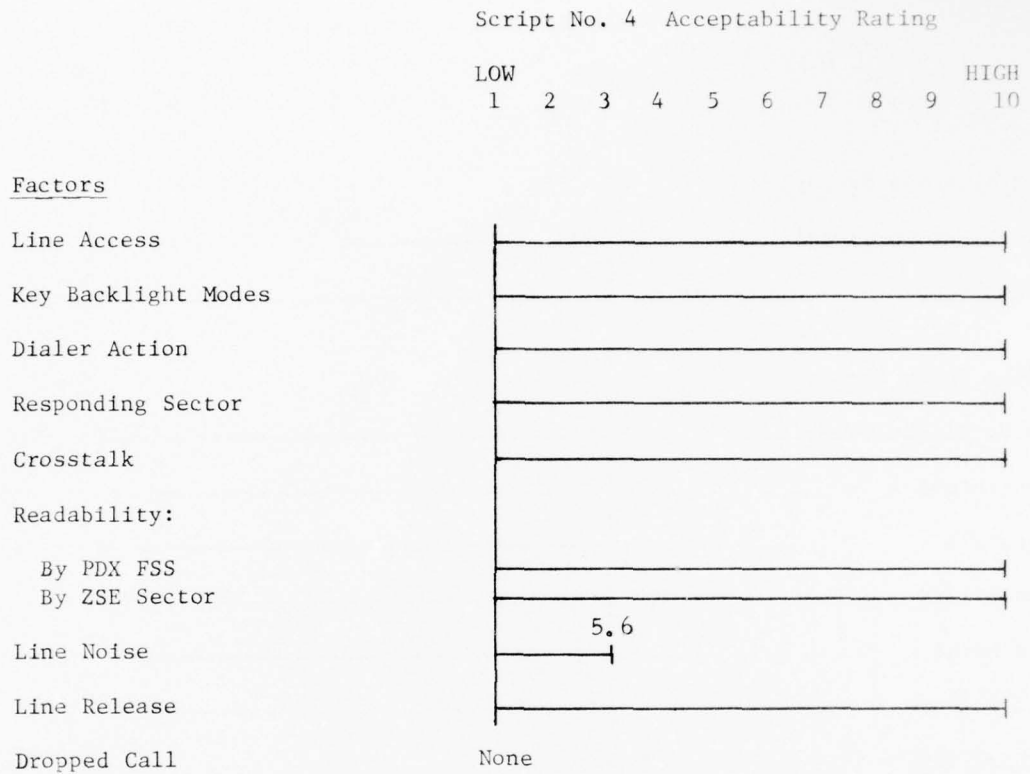 Script No. 4 Acceptability Rating
LOW HIGH
1 2 3 4 5 6 7 8 9 10
Factors
Line Access
Key Backlight Modes
Dialer Action
Responding Sector
Crosstalk
Readability:
By PDX FSS
By ZSE Sector
5.6
Line Noise
Line Release
Dropped Call None